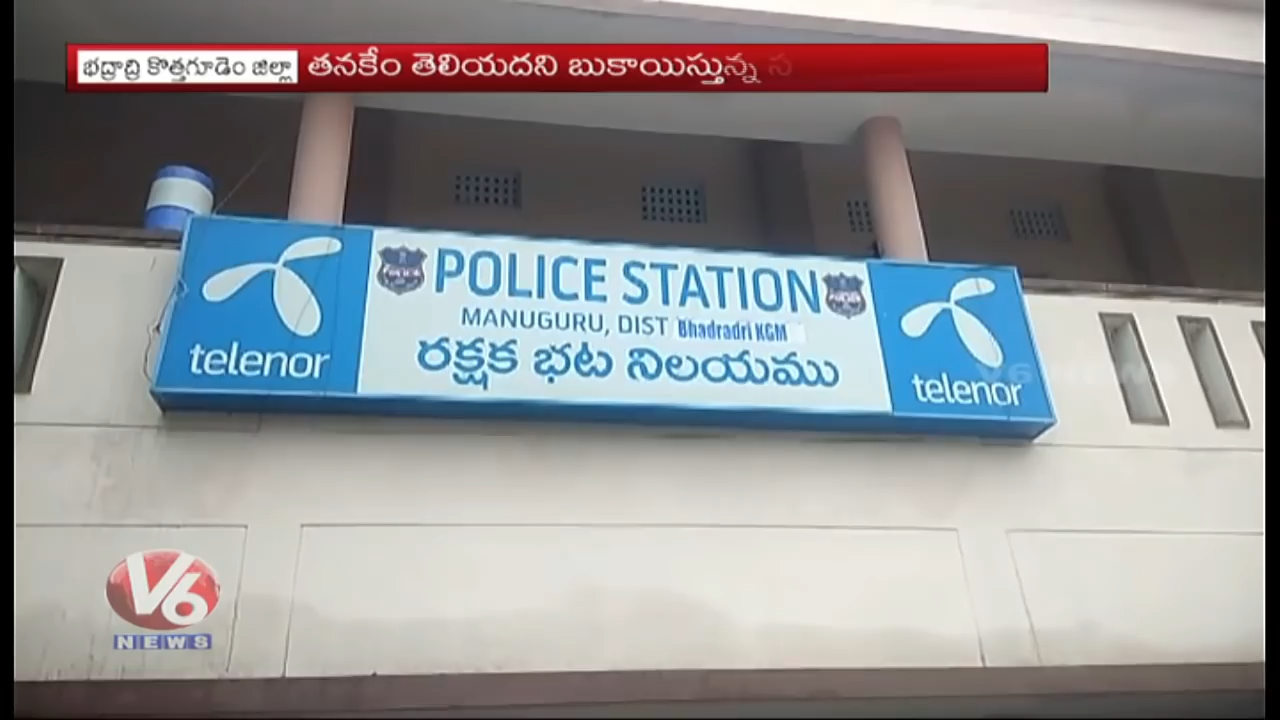 భద్రాద్రి కొత్తగూడెం జిల్లా తనకేం తెలియదని బుకాయిస్తున్న
telenor
POLICE STATION
MANUGURU, DIST Bhadradri KGM
రక్షక భట నిలయము
telenor
V6
NEWS